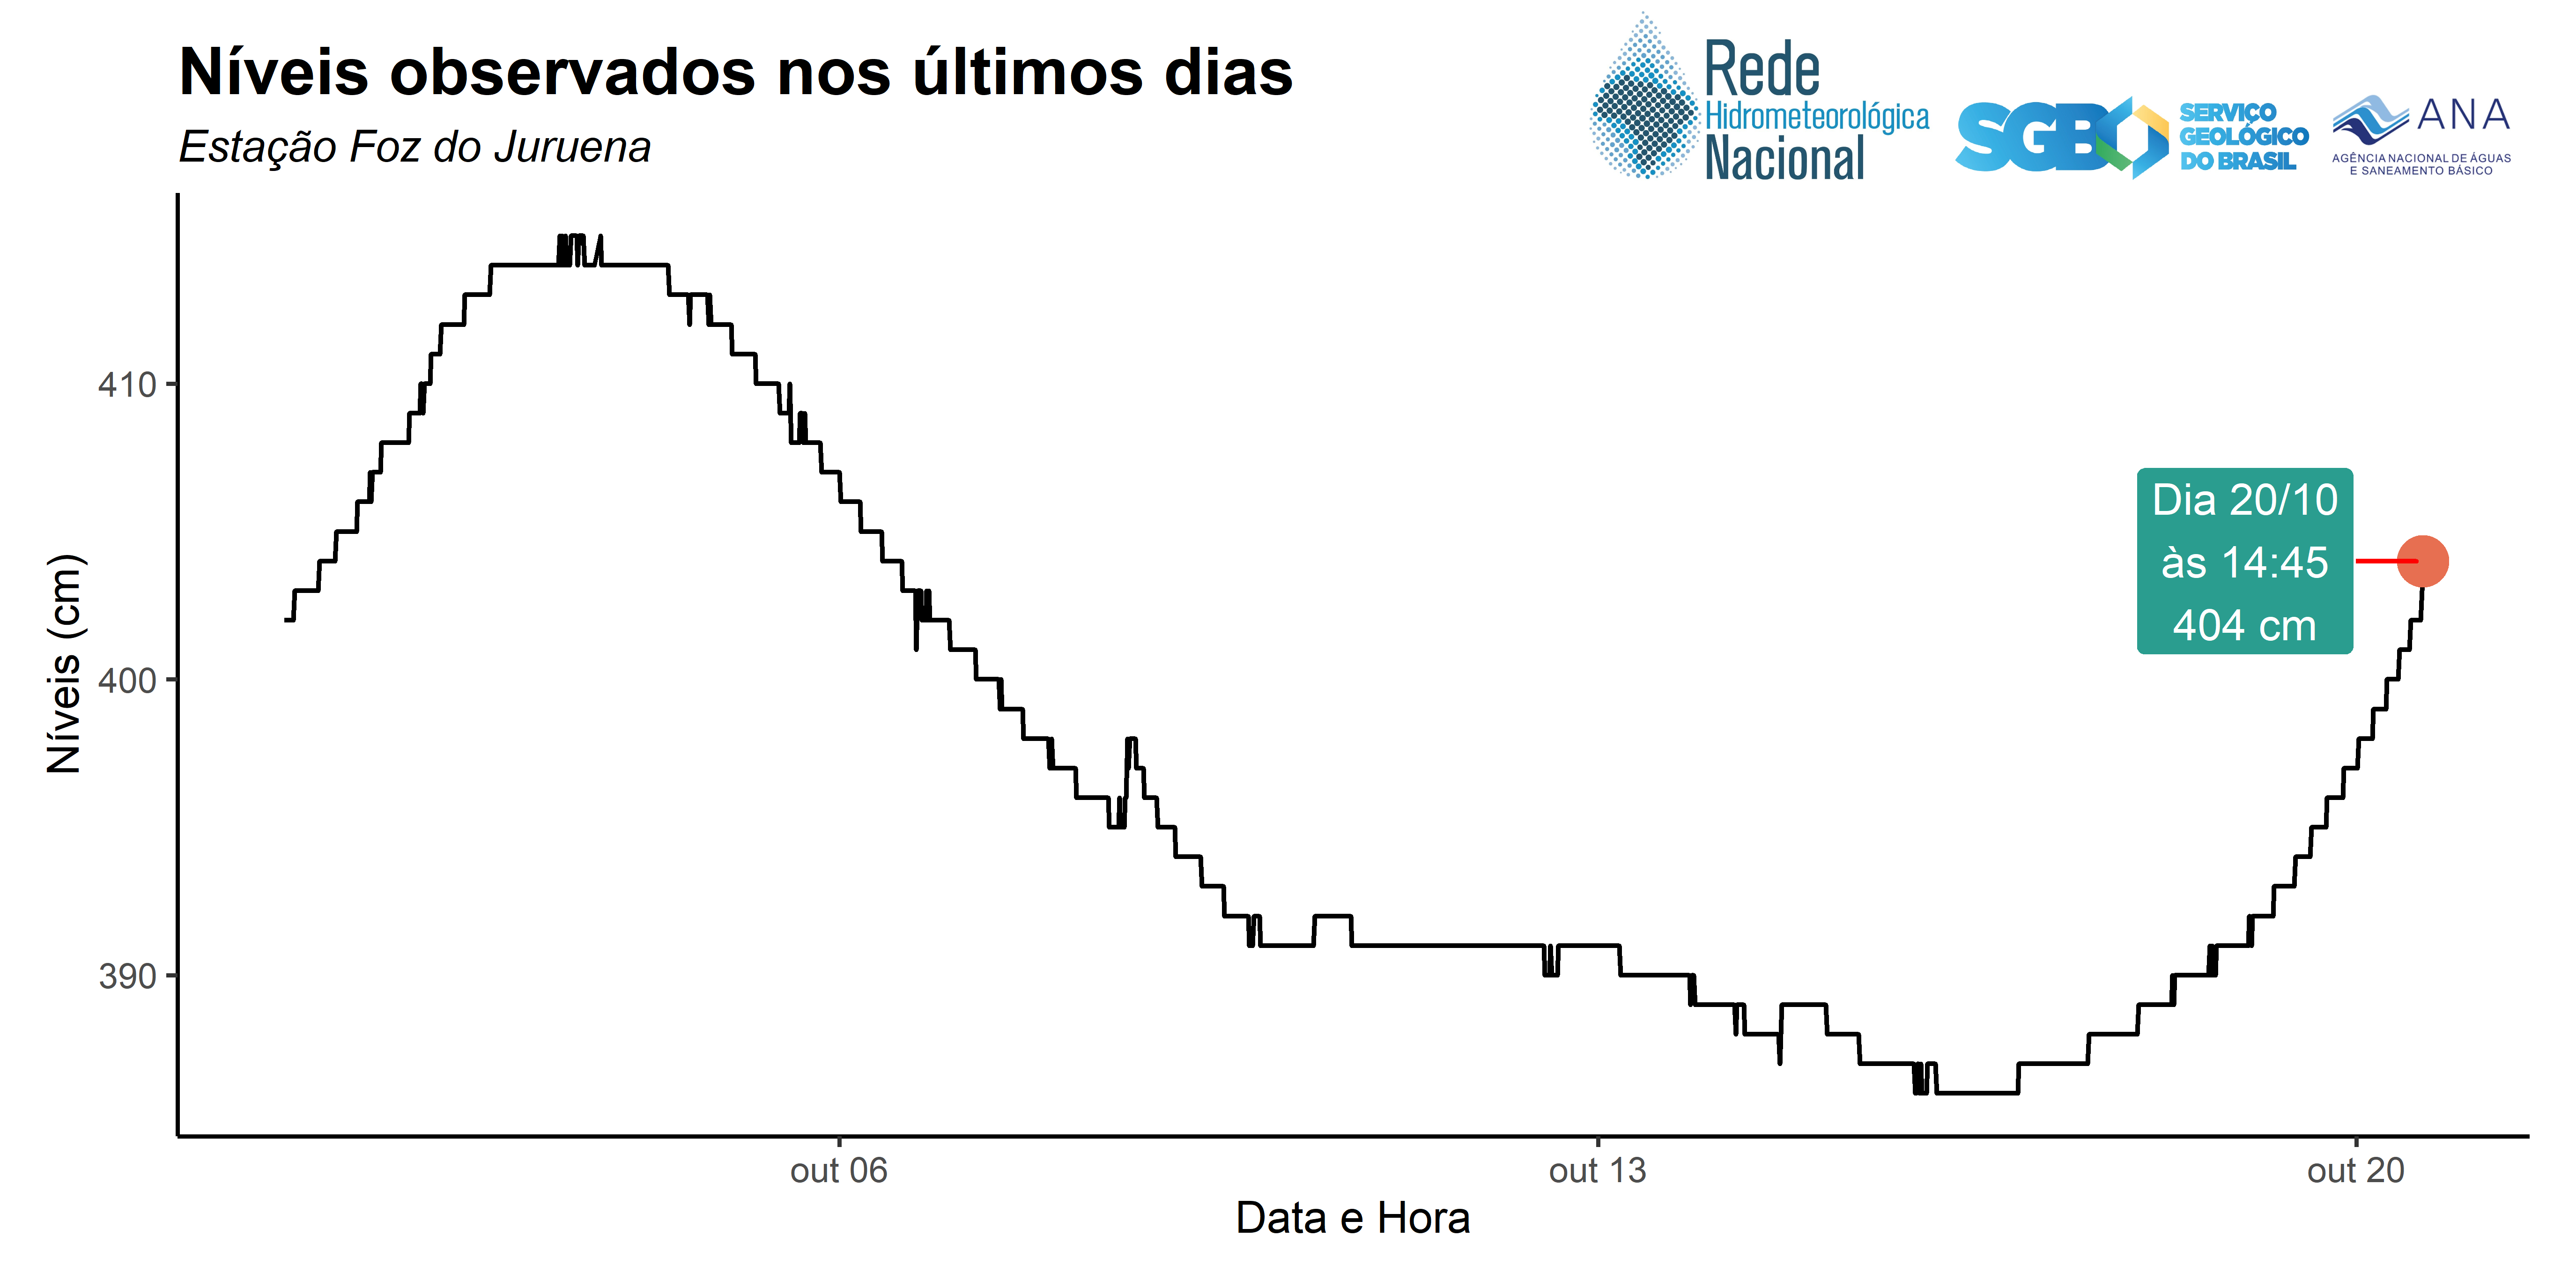 Níveis observados nos últimos dias
Estação Foz do Juruena
Rede
Hidrometeorológica
Nacional
SGB
SERVIÇO
GEOLÓGICO
DO BRASIL
ANA
AGÊNCIA NACIONAL DE ÁGUAS
E SANEAMENTO BÁSICO
Níveis (cm)
410
400
390
Dia 20/10
às 14:45
404 cm
out 06
out 13
out 20
Data e Hora